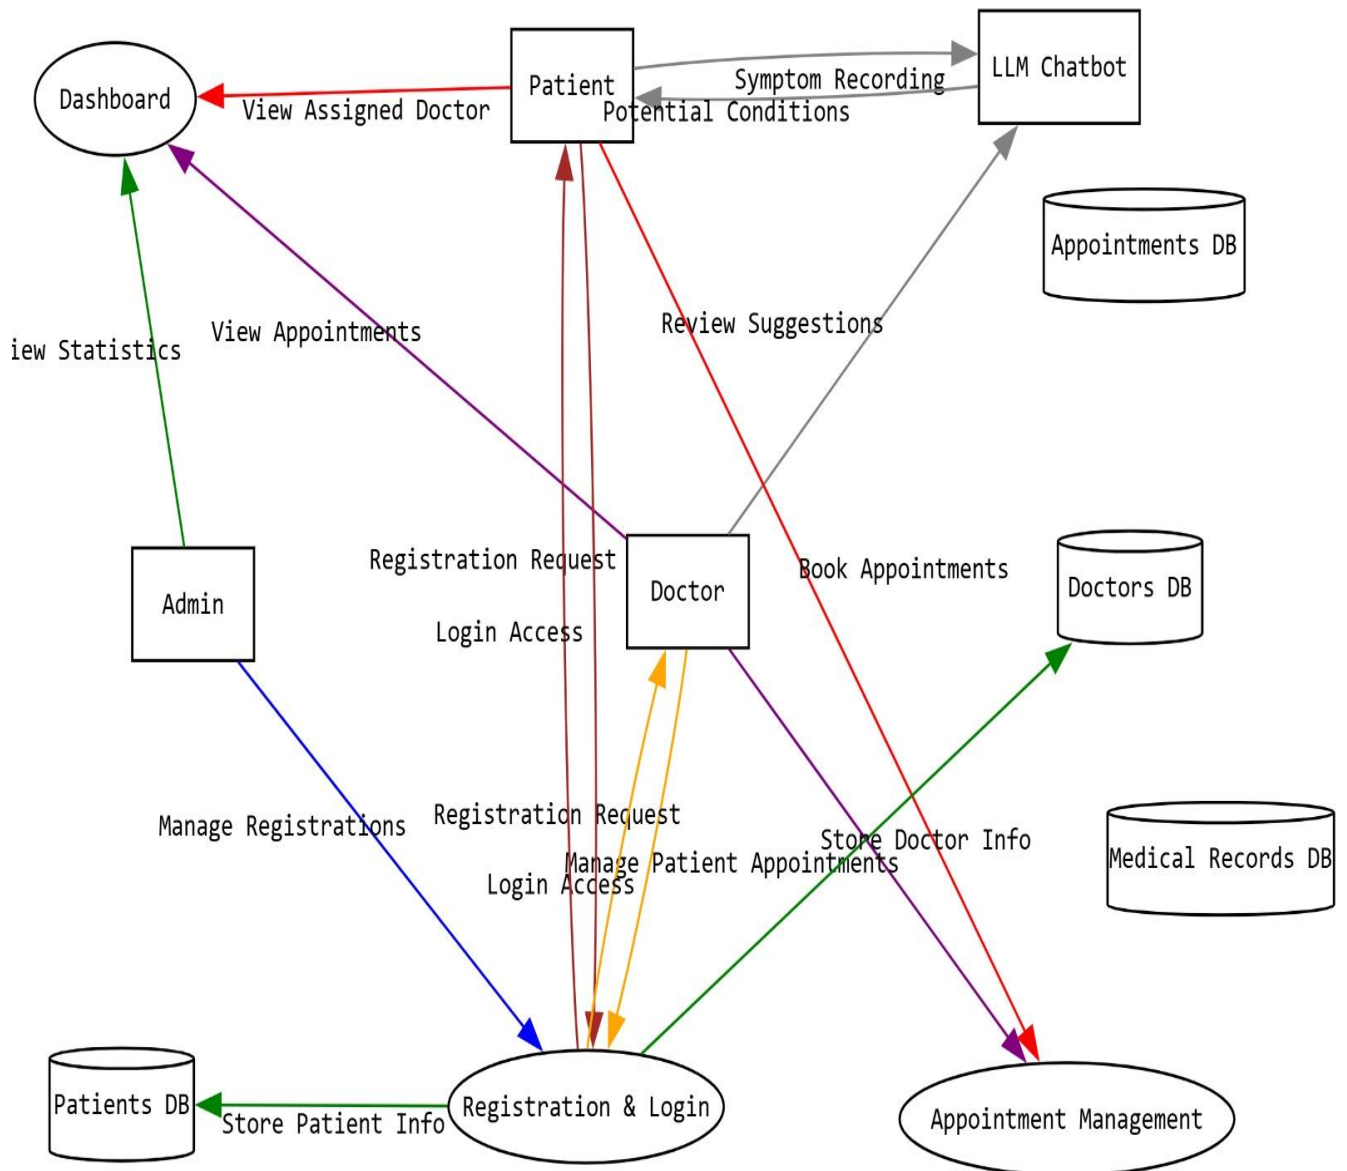 LLM Chatbot
Patient
Dashboard
Symptom Recording
View Assigned Doctor
Potential Conditions
Appointments DB
Review Suggestions
View Appointments
iew Statistics
Registration Request
Book Appointments
Doctors DB
Doctor
Admin
Login Access
Registration Request
Manage Registrations
Store Doctor Info
Medical Records DB
Manage Patient Appointments
Login Access
Patients DB
Registration & Login
Appointment Management
Store Patient Info